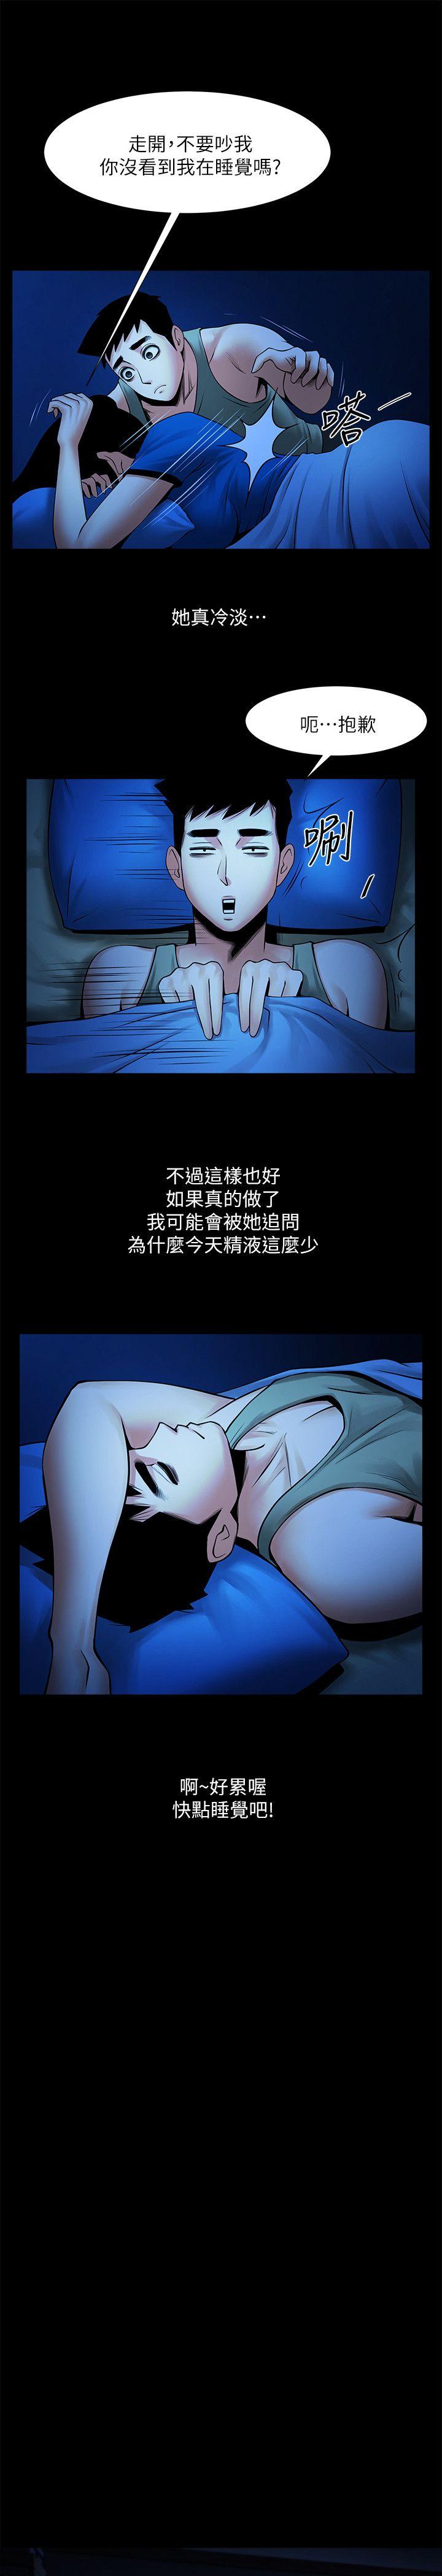 走開,不要吵我
你沒看到我在睡覺嗎?
嗒
她真冷淡…
呃…抱歉
唰
不過這樣也好
如果真的做了
我可能會被她追問
為什麼今天精液這麼少
啊~好累喔
快點睡覺吧!